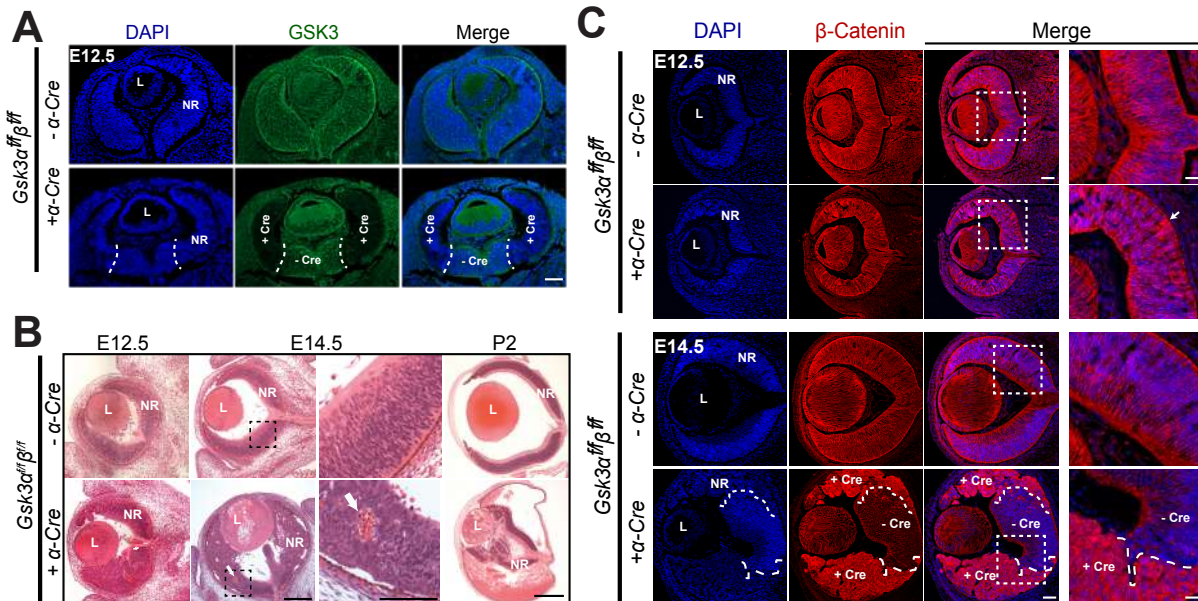 A
DAPI GSK3 Merge
Gsk3α^f/f β^f/f
- α-Cre
E12.5
L
NR
+α-Cre
L
NR
+ Cre
- Cre
+ Cre
+ Cre
- Cre
+ Cre
B
E12.5 E14.5 P2
Gsk3α^f/f β^f/f
- α-Cre
L NR
L NR
L
NR
+ α-Cre
L NR
L NR
L
NR
C
DAPI β-Catenin Merge
Gsk3α^f/f β^f/f
- α-Cre
E12.5
NR
L
+α-Cre
NR
L
E14.5
Gsk3α^f/f β^f/f
- α-Cre
NR
L
+α-Cre
NR
L
+ Cre
- Cre
+ Cre
+ Cre
- Cre
+ Cre
- Cre
+ Cre